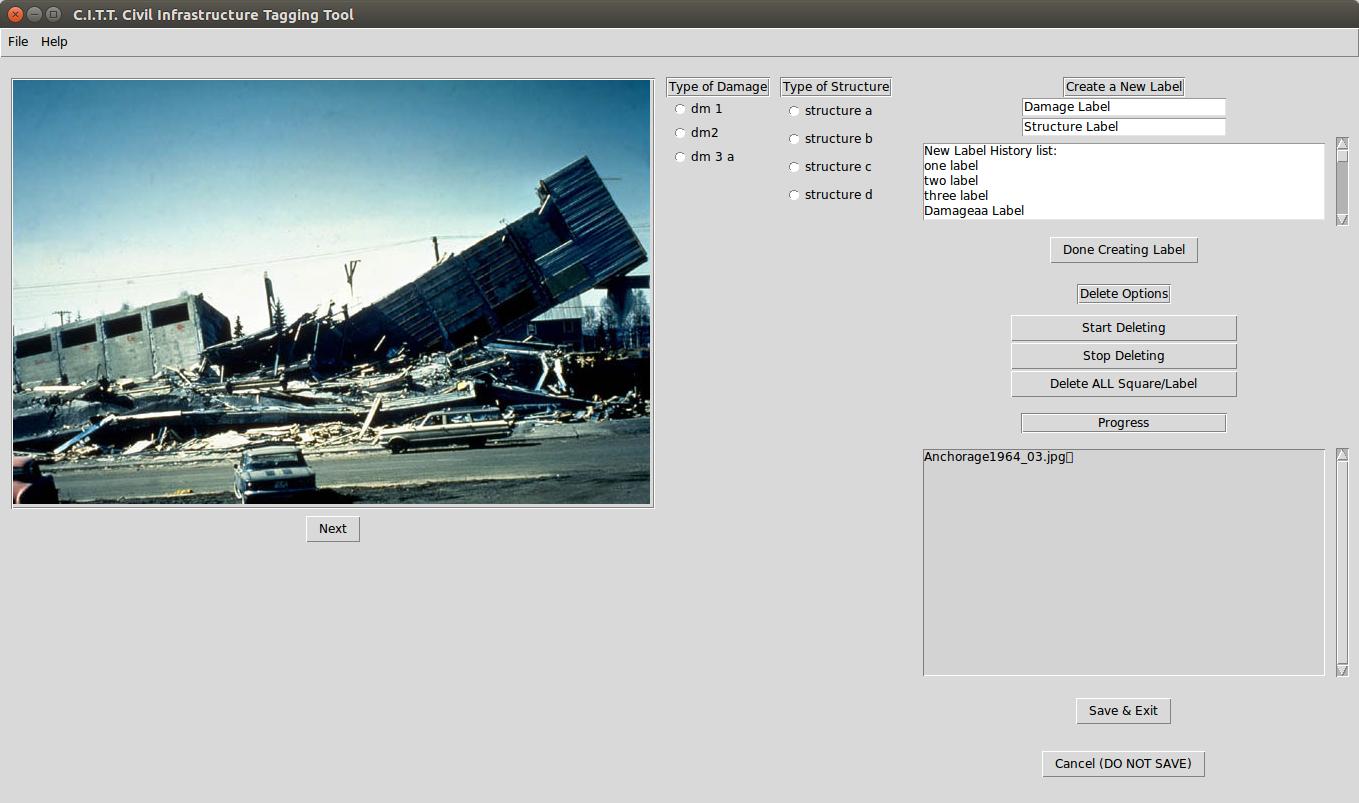 C.I.T.T. Civil Infrastructure Tagging Tool
File Help
Type of Damage
dm 1
dm2
dm 3 a
Type of Structure
structure a
structure b
structure c
structure d
Next
Create a New Label
Damage Label
Structure Label
New Label History list:
one label
two label
three label
Damageaa Label
Done Creating Label
Delete Options
Start Deleting
Stop Deleting
Delete ALL Square/Label
Progress
Anchorage1964_03.jpg
Save & Exit
Cancel (DO NOT SAVE)